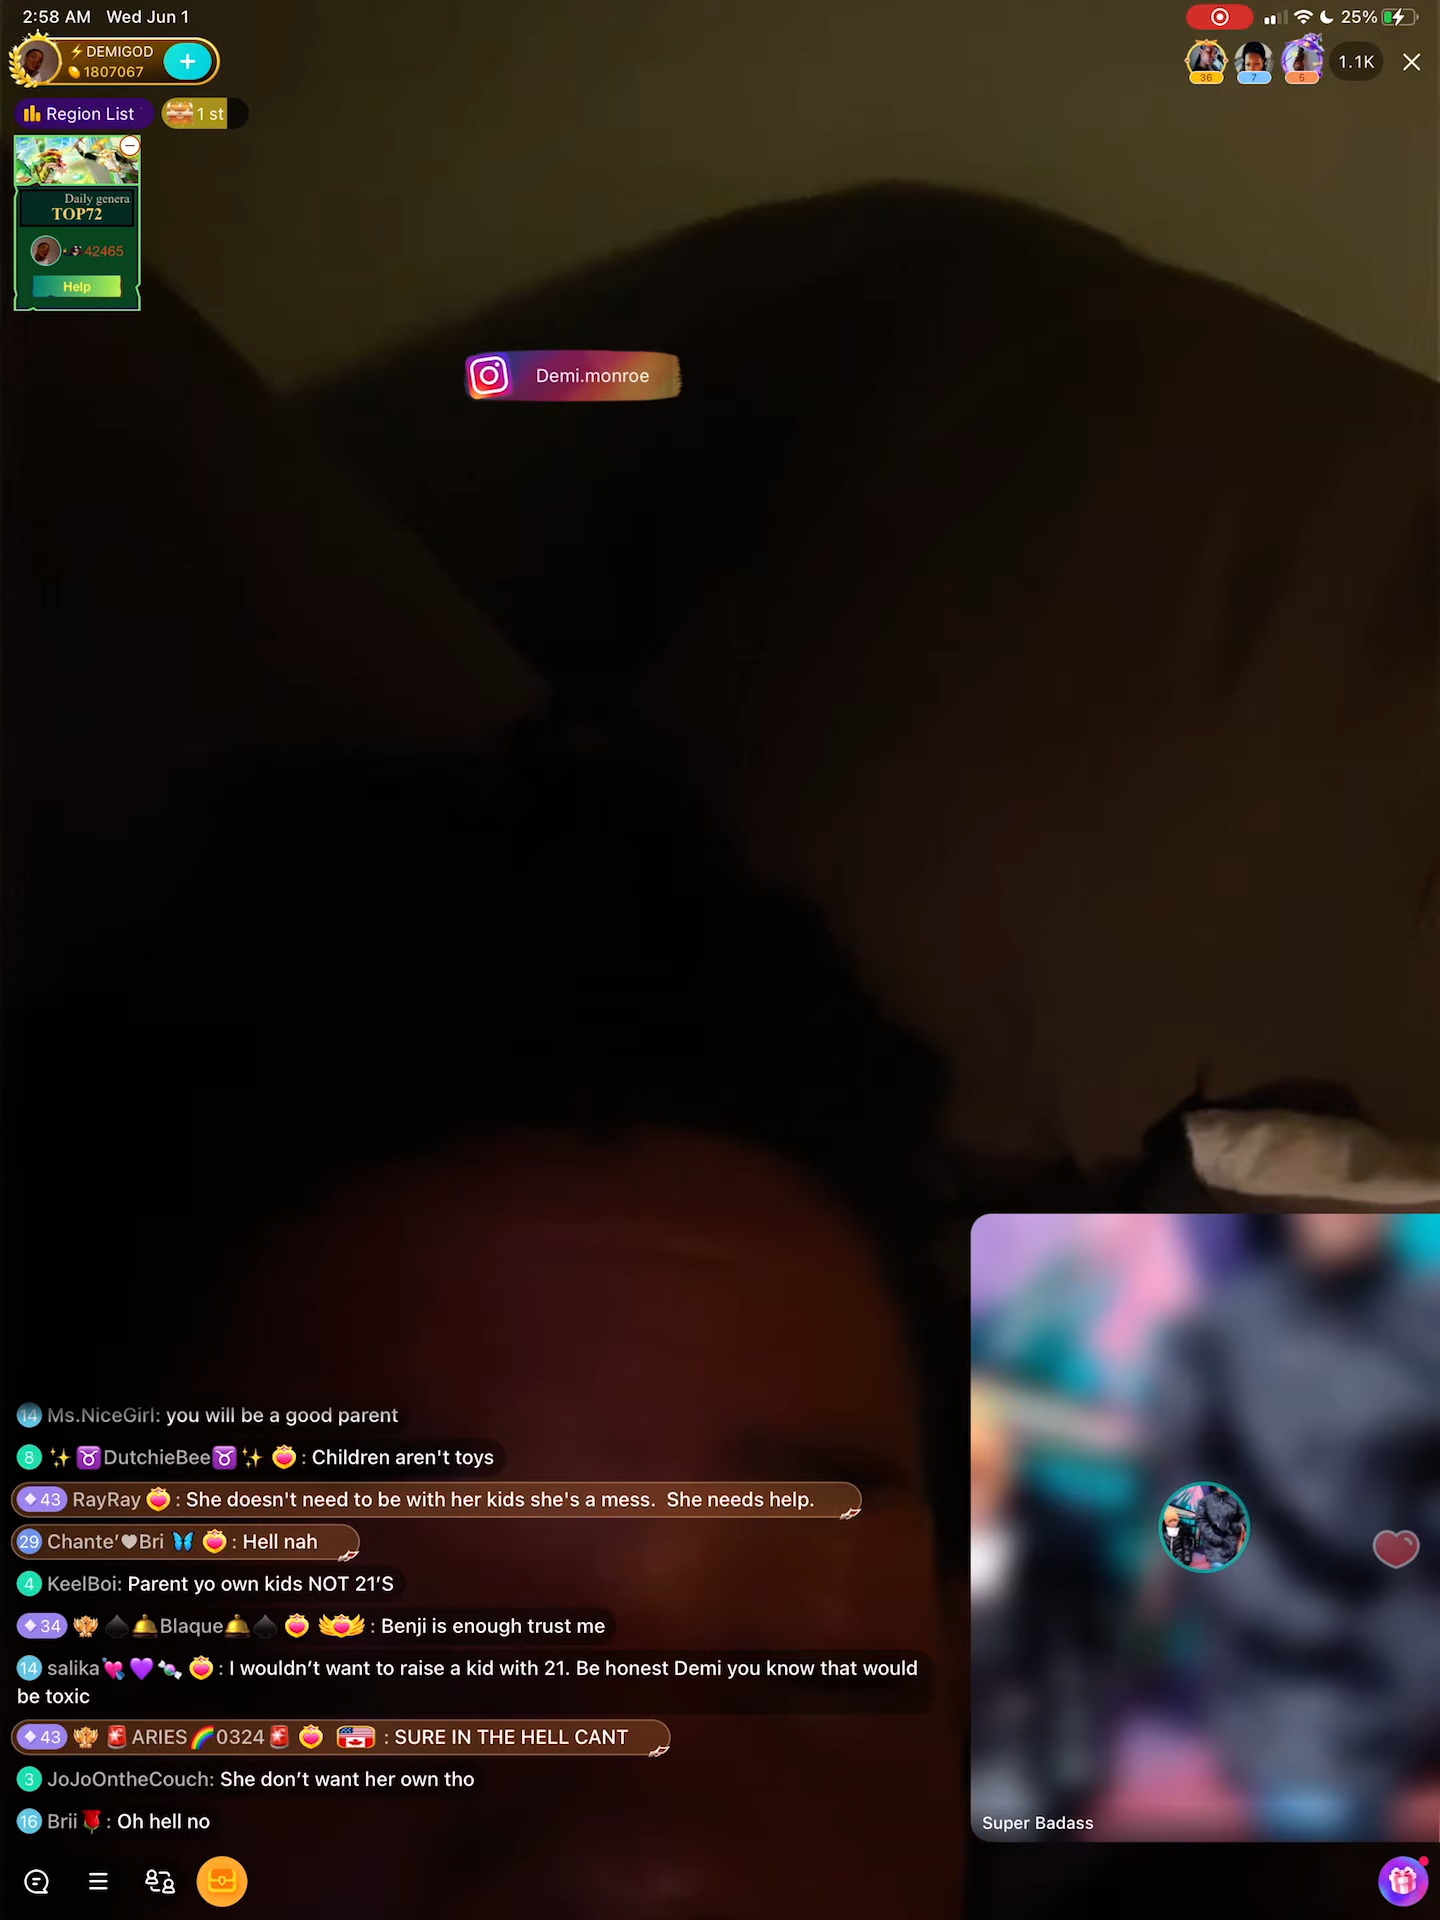 2:58 AM Wed Jun 1
25%
⚡DEMIGOD
1807067
36
7
5
1.1K
Region List
1 st
Daily genera
TOP72
42465
Help
Demi.monroe
14 Ms.NiceGirl: you will be a good parent
8 ✨♉DutchieBee♉✨ : Children aren't toys
43 RayRay : She doesn't need to be with her kids she's a mess. She needs help.
29 Chante'🤍Bri 🦋 : Hell nah
4 KeelBoi: Parent yo own kids NOT 21'S
34 ♠️🛎️Blaque🛎️♠️ : Benji is enough trust me
14 salika💘💜🍬 : I wouldn't want to raise a kid with 21. Be honest Demi you know that would
be toxic
43 🚨ARIES🌈0324🚨 : SURE IN THE HELL CANT
3 JoJoOntheCouch: She don't want her own tho
16 Brii🌹: Oh hell no
Super Badass